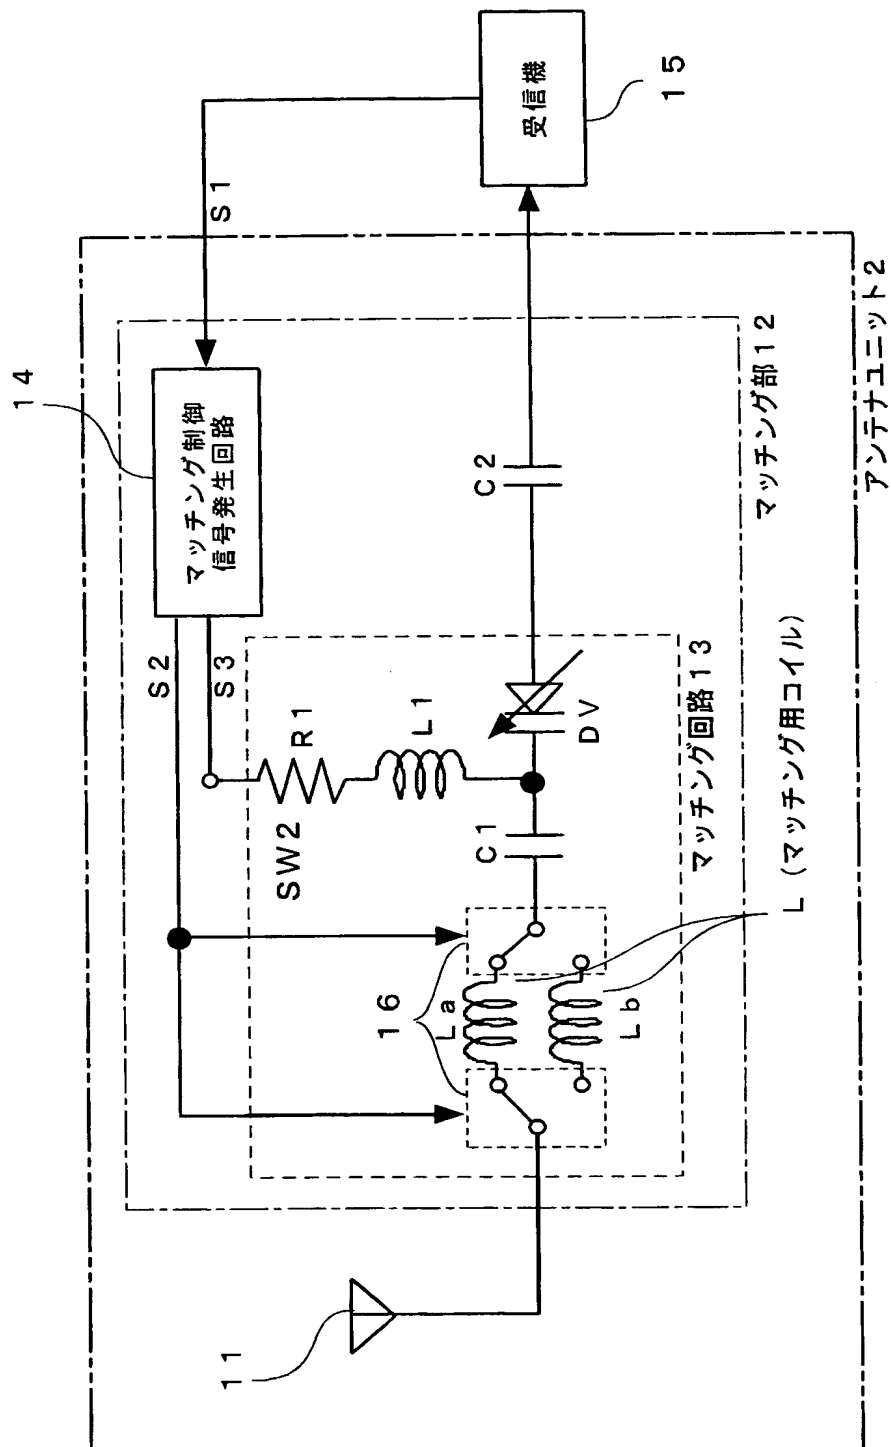 アンテナユニット2
マッチング部12
マッチング回路13
14
マッチング制御
信号発生回路
S1
S2
S3
SW2
R1
L1
11
16
La
Lb
C1
DV
C2
受信機
15
L(マッチング用コイル)